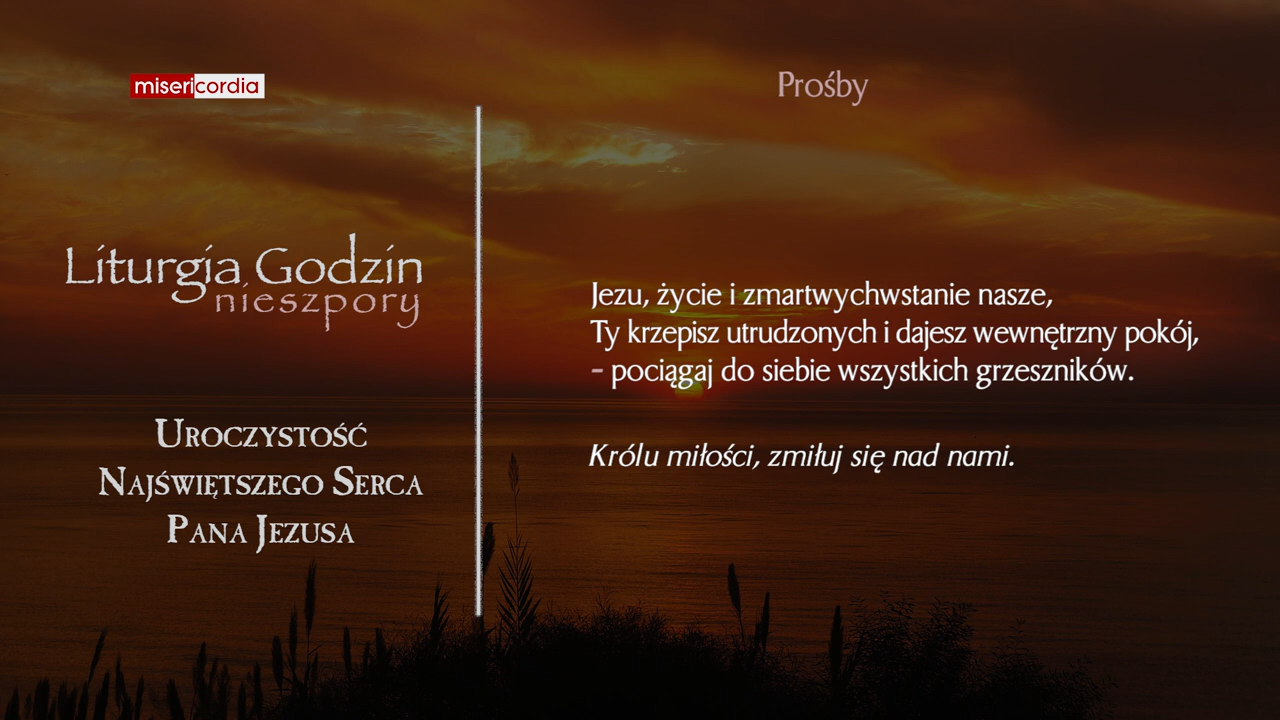 misericordia
Prośby
Liturgia Godzin
nieszpory
Uroczystość
Najświętszego Serca
Pana Jezusa
Jezu, życie i zmartwychwstanie nasze,
Ty krzepisz utrudzonych i dajesz wewnętrzny pokój,
– pociągaj do siebie wszystkich grzeszników.
Królu miłości, zmiłuj się nad nami.